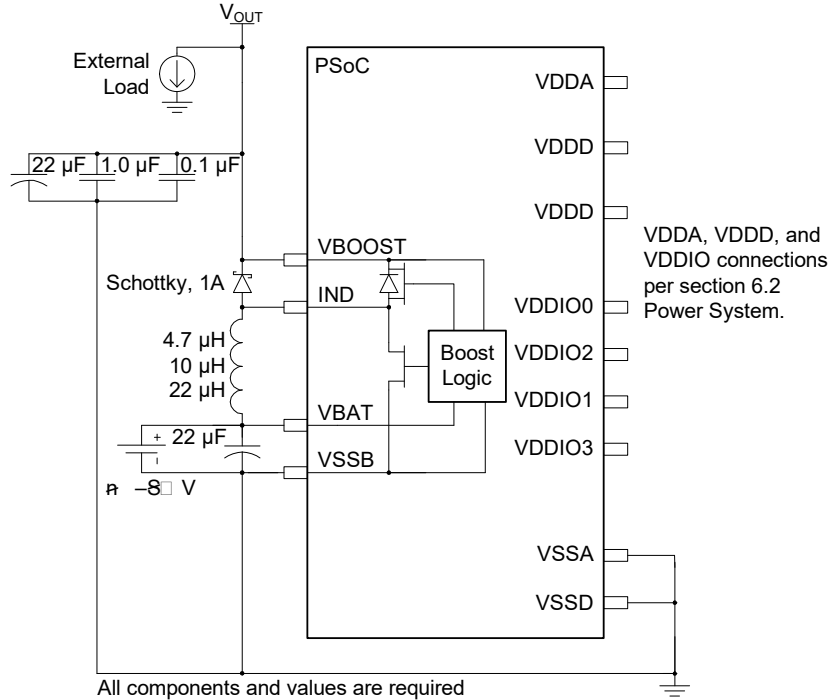 VOUT
External
Load
PSoC
VDDA
VDDD
VDDD
22 µF 1.0 µF 0.1 µF
VDDA, VDDD, and
VDDIO connections
per section 6.2
Power System.
VBOOST
Schottky, 1A
IND
VDDIO0
4.7 µH
10 µH
22 µH
Boost
Logic
VDDIO2
VDDIO1
VBAT
22 µF
+
VDDIO3
VSSB
V
VSSA
VSSD
All components and values are required